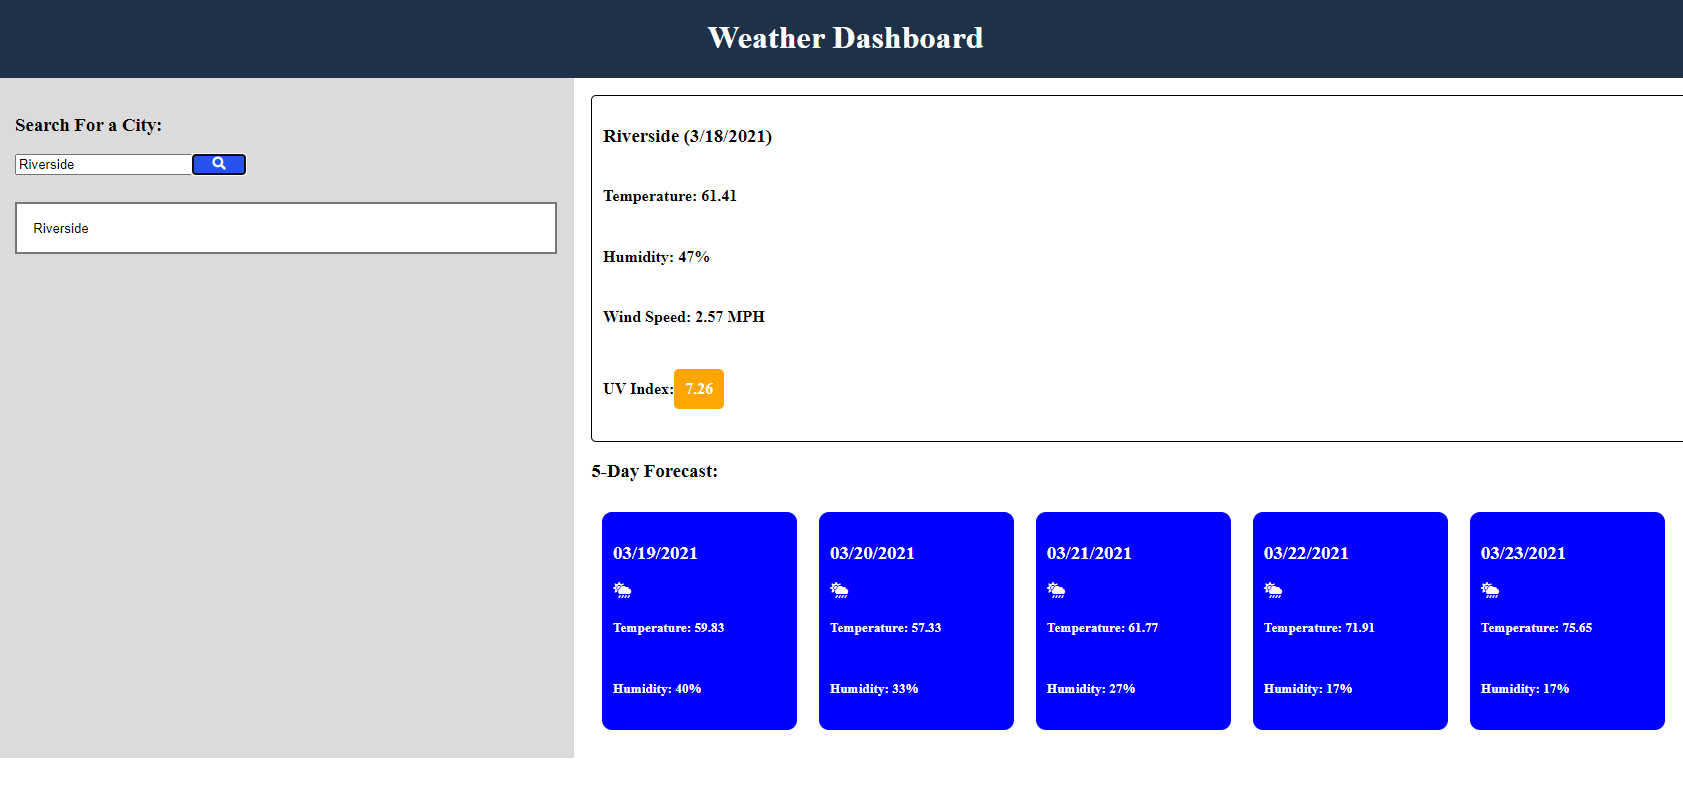 Weather Dashboard
Search For a City:
Riverside
Riverside
Riverside (3/18/2021)
Temperature: 61.41
Humidity: 47%
Wind Speed: 2.57 MPH
UV Index: 7.26
5-Day Forecast:
03/19/2021
Temperature: 59.83
Humidity: 40%
03/20/2021
Temperature: 57.33
Humidity: 33%
03/21/2021
Temperature: 61.77
Humidity: 27%
03/22/2021
Temperature: 71.91
Humidity: 17%
03/23/2021
Temperature: 75.65
Humidity: 17%